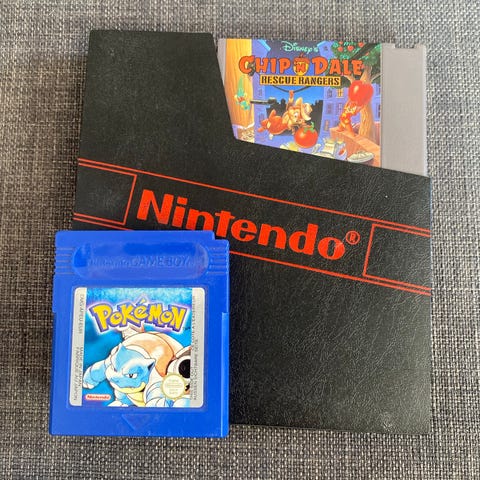 Disney's
CHIP 'N DALE
RESCUE RANGERS
Nintendo®
Nintendo GAME BOY
POKéMON
Nintendo